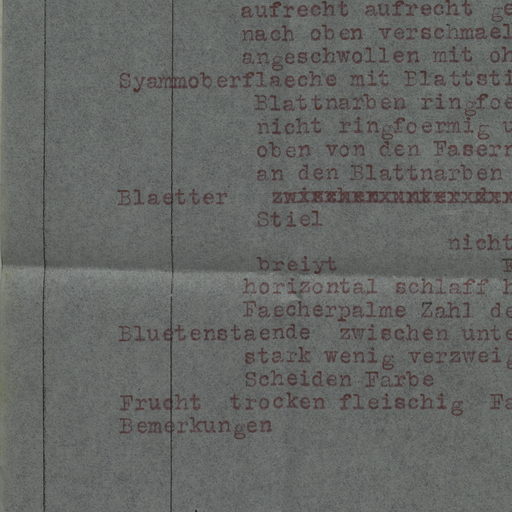 aufrecht aufrecht ge
nach oben verschmael
angeschwollen mit oh
Syammoberflaeche mit Blattsti
Blattnarben ringfoe
nicht ringfoermig u
oben von den Fasern
an den Blattnarben
Blaetter
Stiel
nicht
breiyt
horizontal schlaff h
Faecherpalme Zahl de
Bluetenstaende zwischen unte
stark wenig verzweig
Scheiden Farbe
Frucht trocken fleischig Fa
Bemerkungen